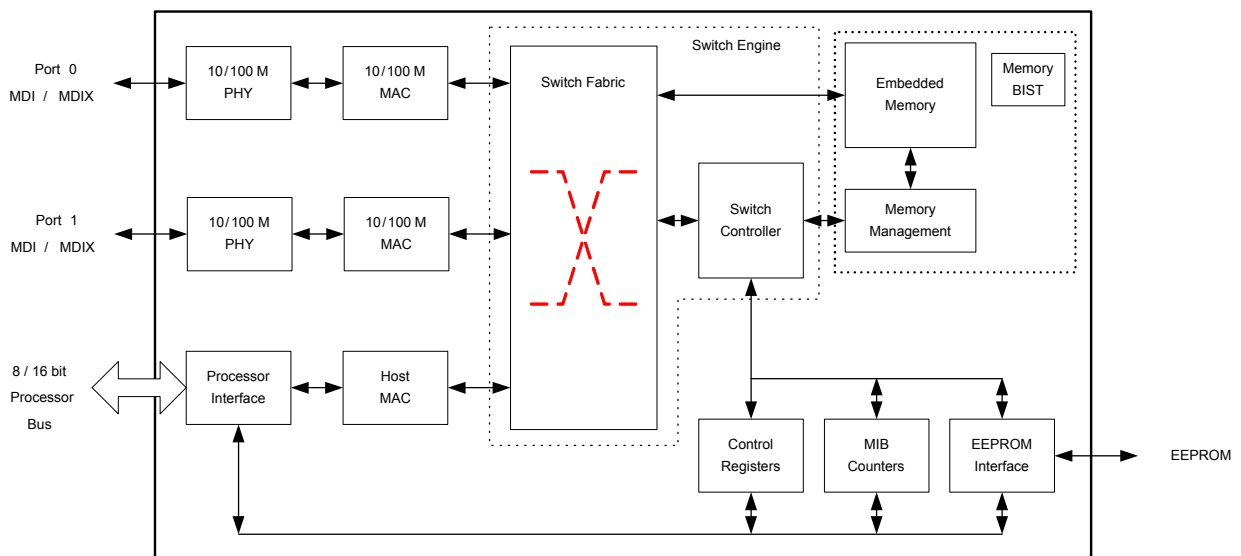 Port 0
MDI / MDIX
10/100 M
PHY
10/100 M
MAC
Switch Fabric
Switch Engine
Embedded
Memory
Memory
BIST
Port 1
MDI / MDIX
10/100 M
PHY
10/100 M
MAC
Switch
Controller
Memory
Management
8 / 16 bit
Processor
Bus
Processor
Interface
Host
MAC
Control
Registers
MIB
Counters
EEPROM
Interface
EEPROM